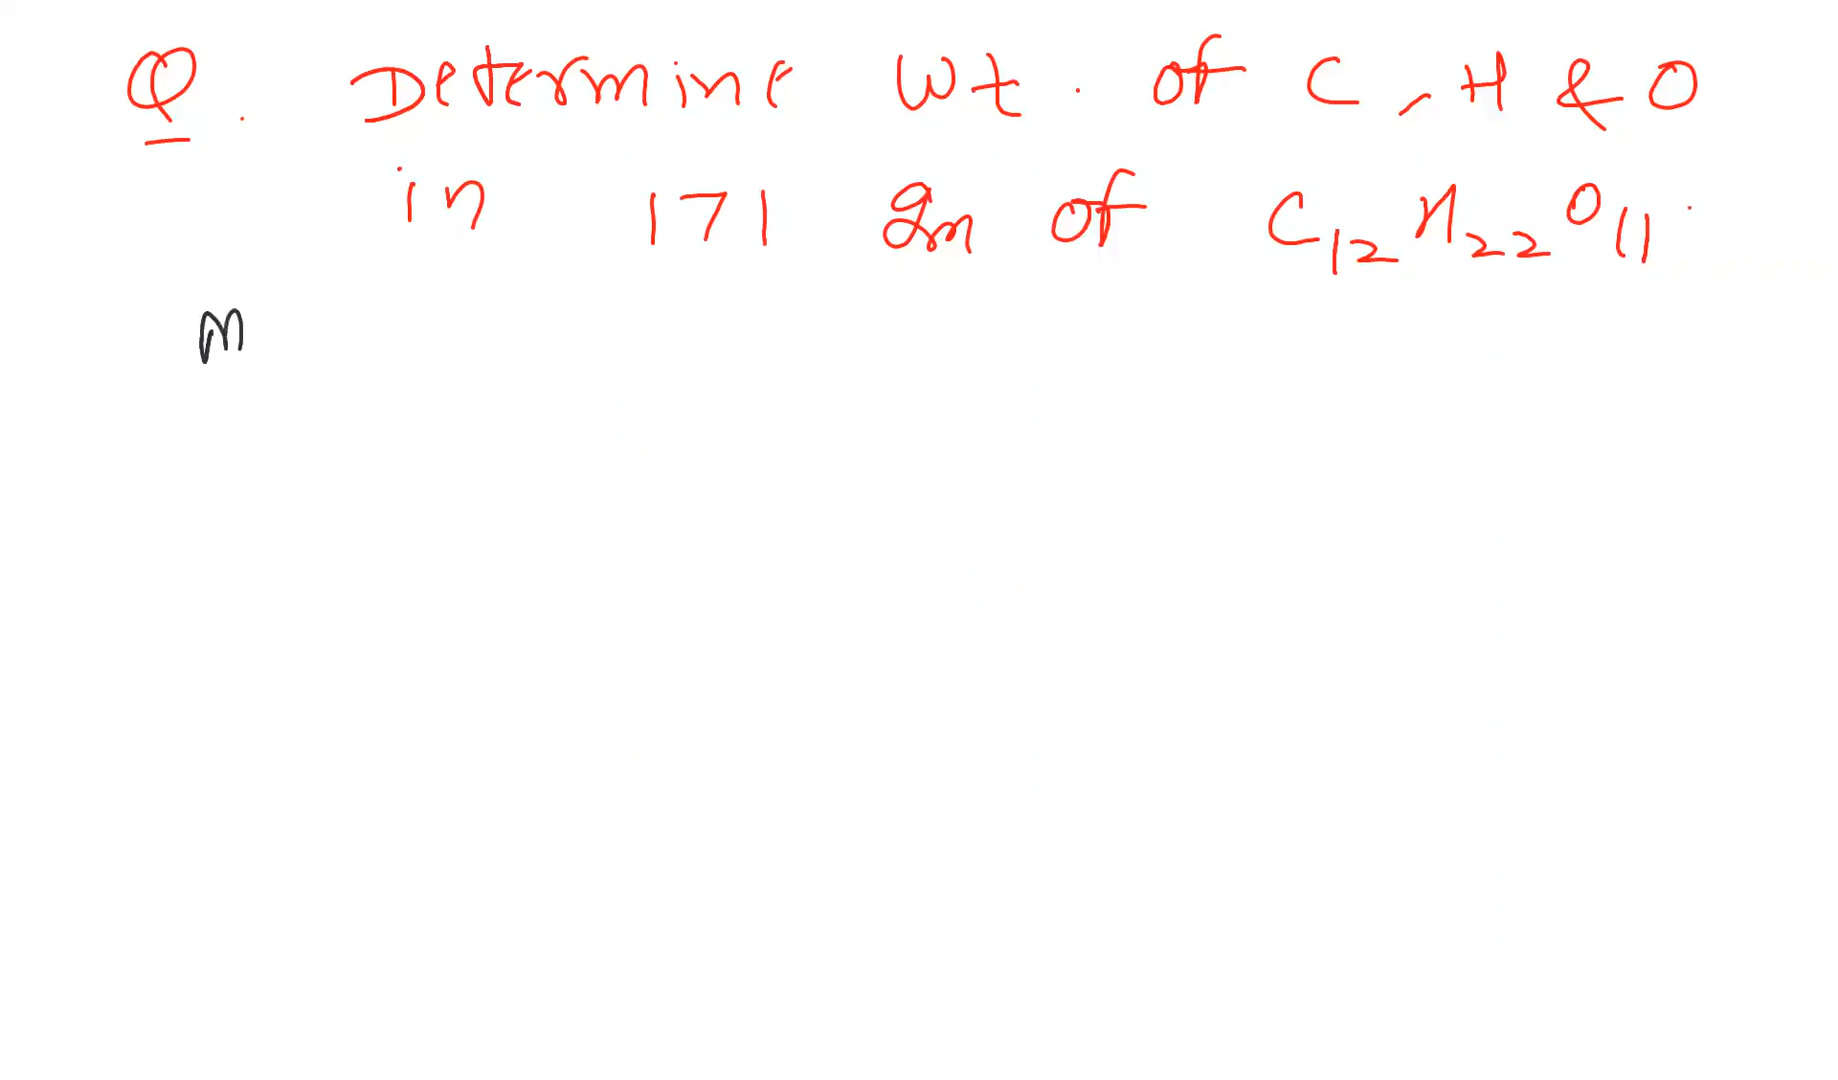 Q. Determine Wt. of C, H & O
in 171 gm of C₁₂H₂₂O₁₁.
M